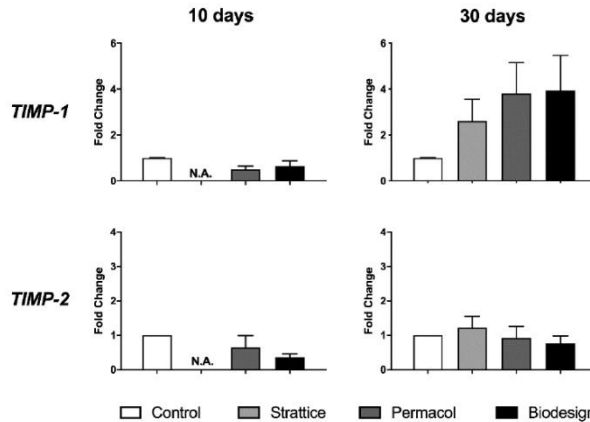 10 days
30 days
TIMP-1
Fold Change
6
4
2
0
N.A.
Fold Change
6
4
2
0
TIMP-2
Fold Change
4
3
2
1
0
N.A.
Fold Change
4
3
2
1
0
Control
Strattice
Permacol
Biodesign